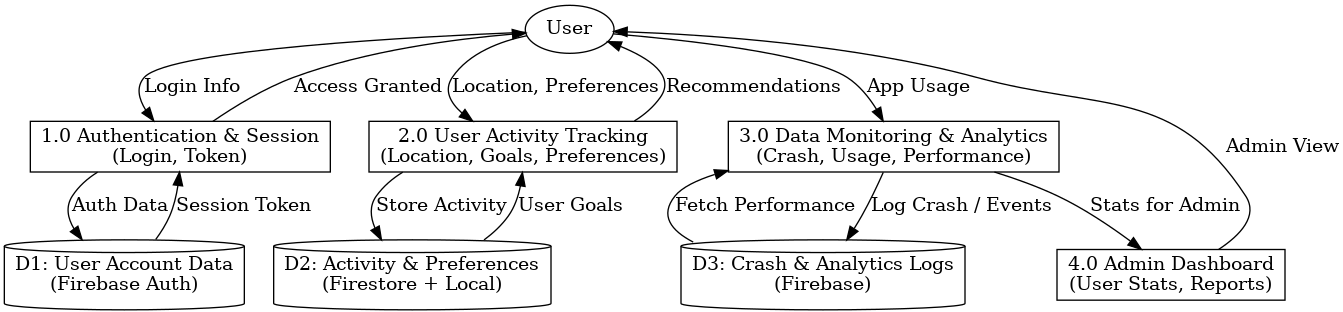 User
Login Info
Access Granted
Location, Preferences
Recommendations
App Usage
Admin View
1.0 Authentication & Session
(Login, Token)
2.0 User Activity Tracking
(Location, Goals, Preferences)
3.0 Data Monitoring & Analytics
(Crash, Usage, Performance)
Auth Data
Session Token
Store Activity
User Goals
Fetch Performance
Log Crash / Events
Stats for Admin
D1: User Account Data
(Firebase Auth)
D2: Activity & Preferences
(Firestore + Local)
D3: Crash & Analytics Logs
(Firebase)
4.0 Admin Dashboard
(User Stats, Reports)